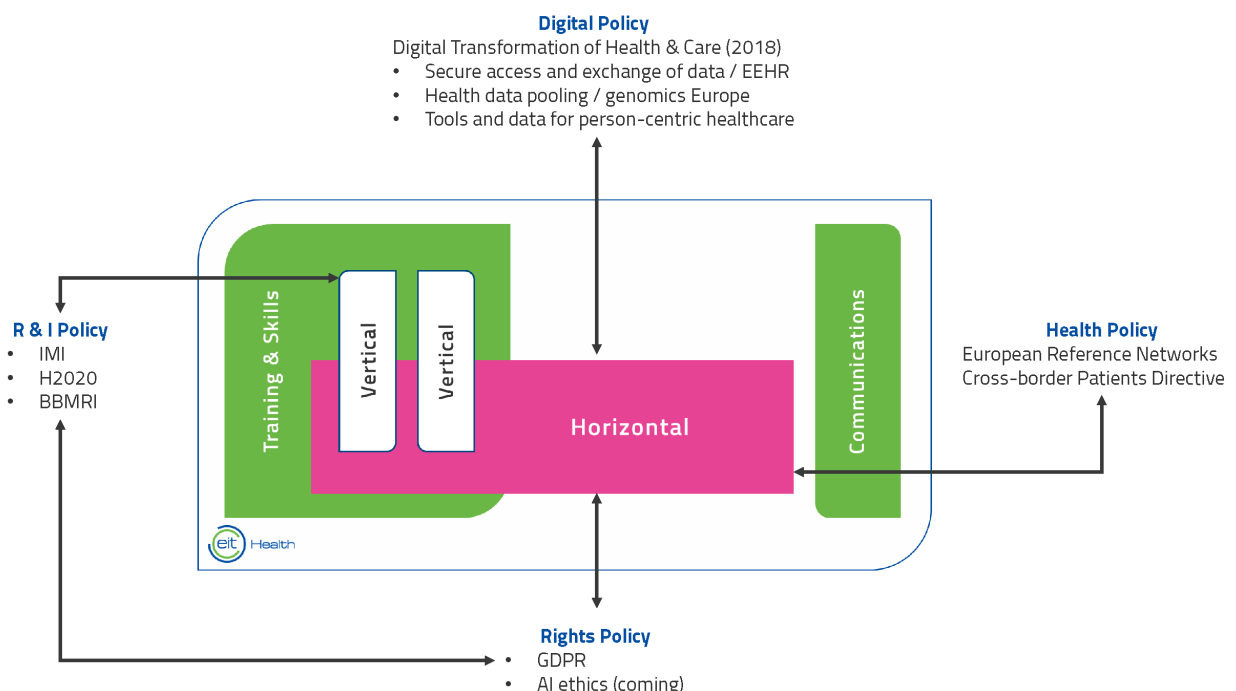 Digital Policy
Digital Transformation of Health & Care (2018)
• Secure access and exchange of data / EEHR
• Health data pooling / genomics Europe
• Tools and data for person-centric healthcare
Training & Skills
Vertical
Vertical
Horizontal
Communications
R & I Policy
• IMI
• H2020
• BBMRI
Health Policy
European Reference Networks
Cross-border Patients Directive
eit Health
Rights Policy
• GDPR
• AI ethics (coming)